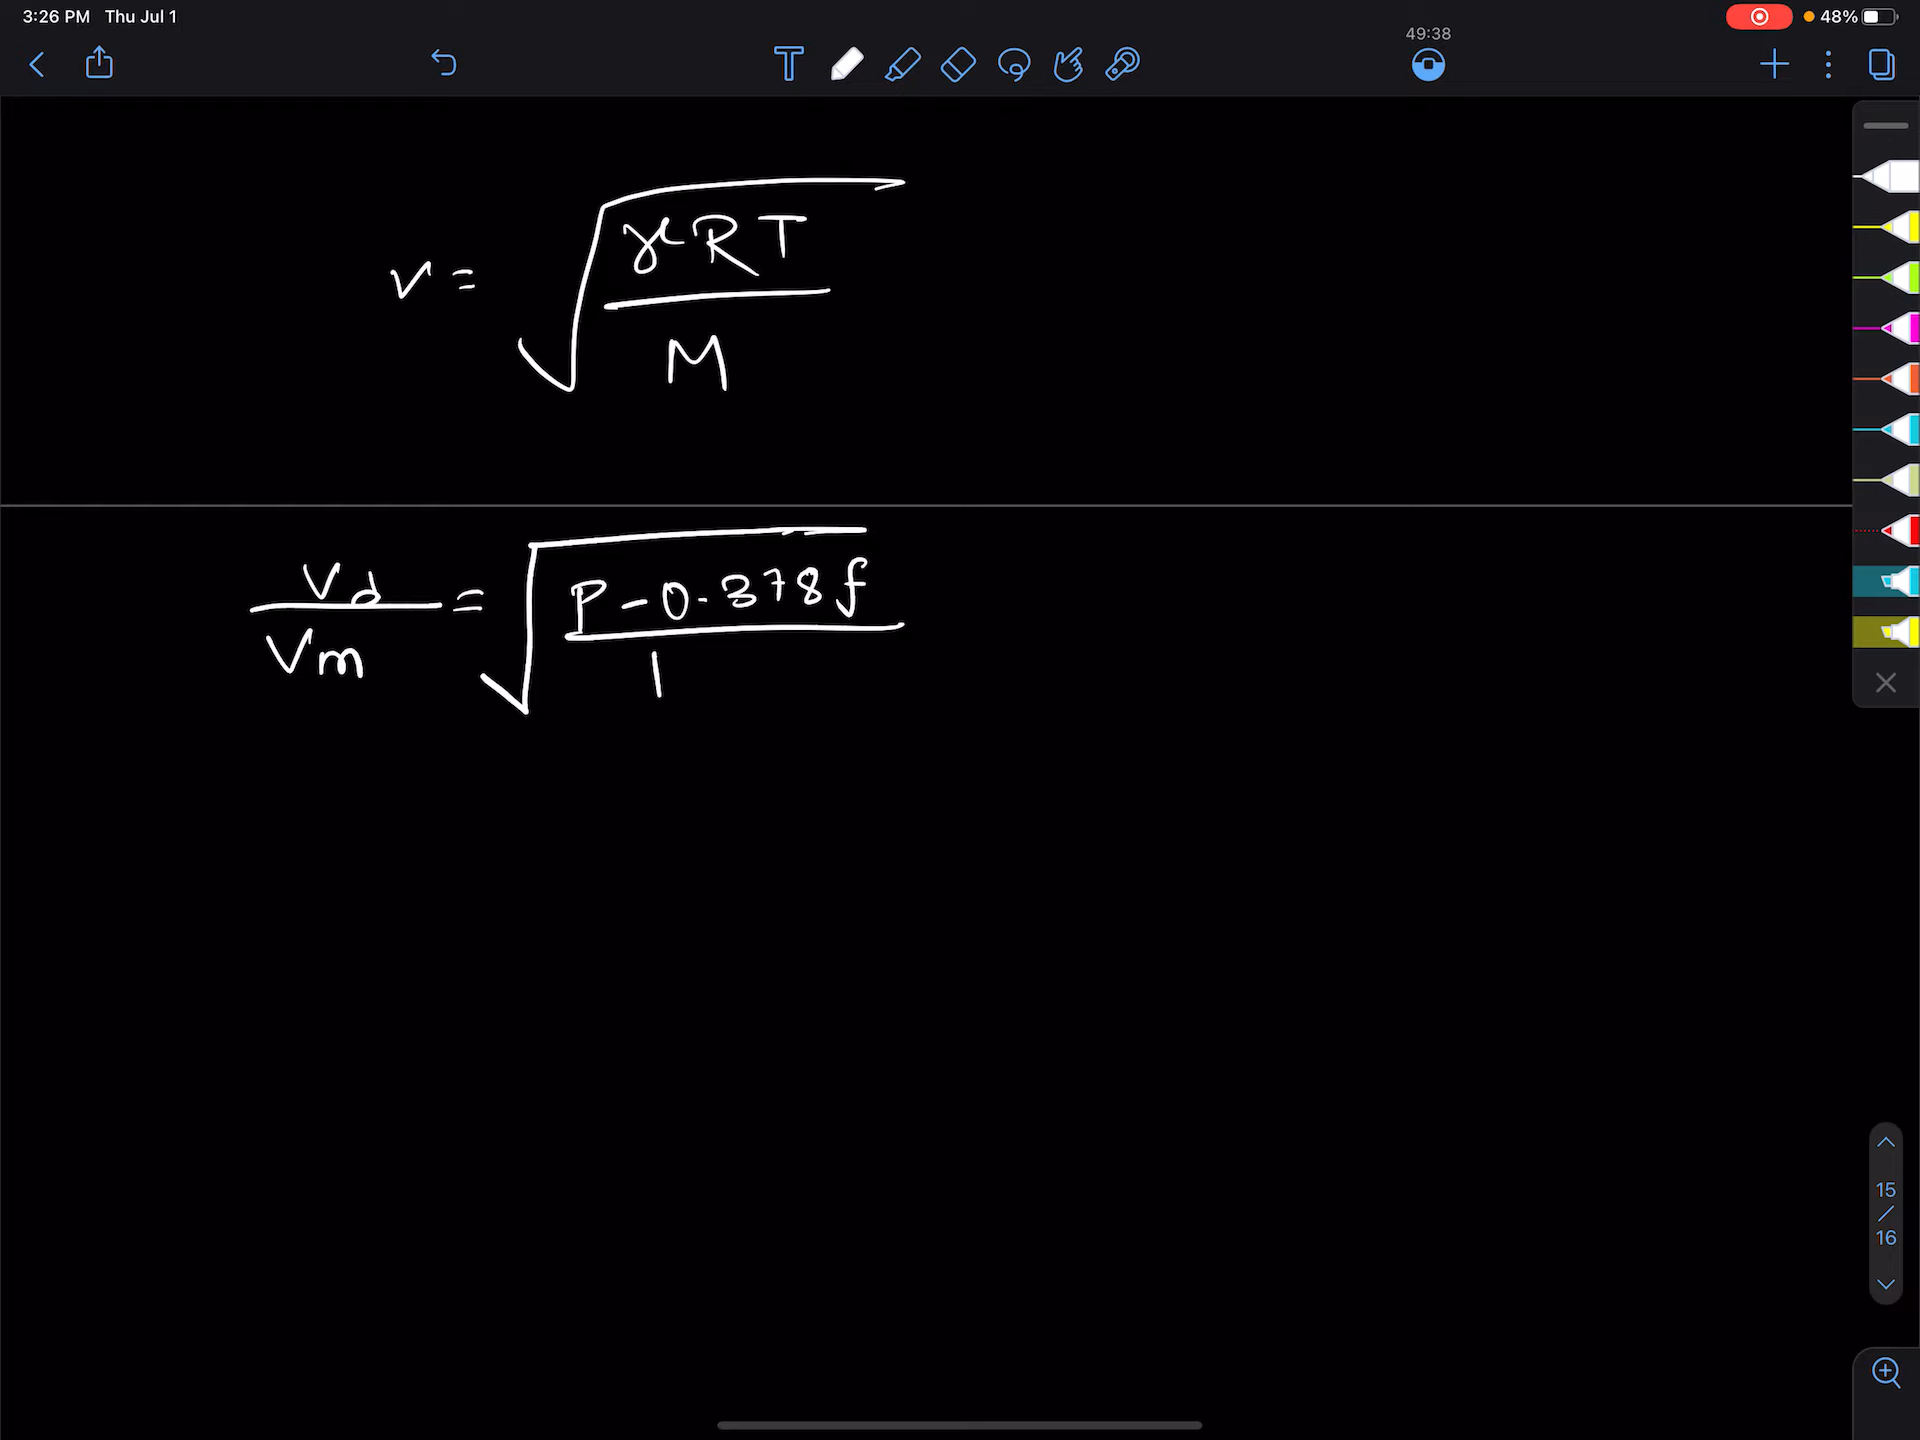 3:26 PM Thu Jul 1
48%
49:38
v = √(γRT / M)
Vd / Vm = √(P - 0.378f / 1
15
/
16